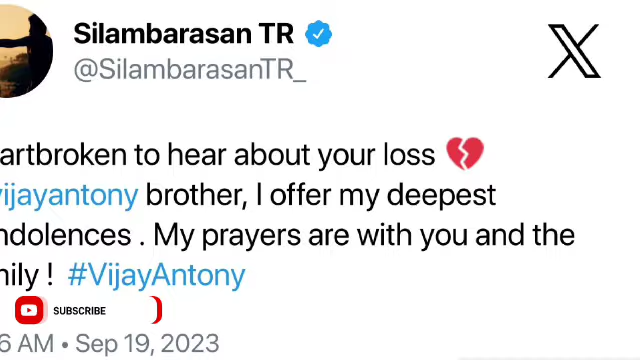 Silambarasan TR
@SilambarasanTR_
artbroken to hear about your loss 💔
vijayantony brother, I offer my deepest
ndolences . My prayers are with you and the
nily ! #VijayAntony
SUBSCRIBE
6 AM • Sep 19, 2023